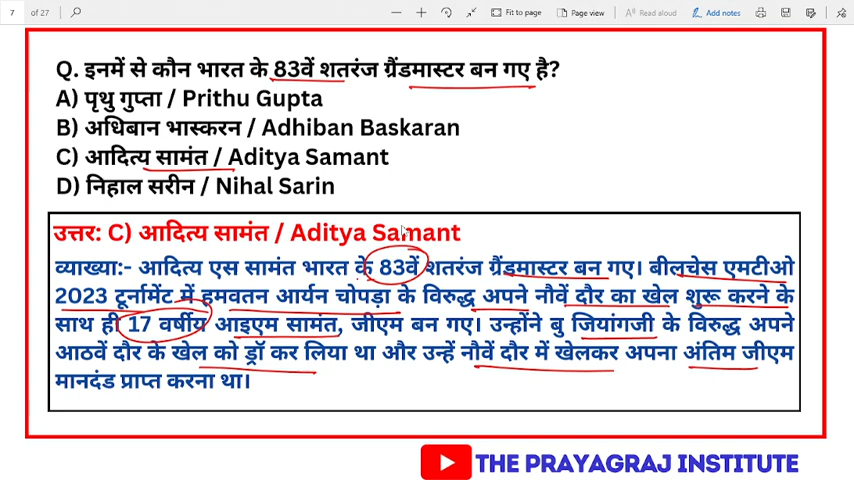 7 of 27 Fit to page Page view Read aloud Add notes
Q. इनमें से कौन भारत के 83वें शतरंज ग्रैंडमास्टर बन गए है?
A) पृथु गुप्ता / Prithu Gupta
B) अधिबान भास्करन / Adhiban Baskaran
C) आदित्य सामंत / Aditya Samant
D) निहाल सरीन / Nihal Sarin
उत्तर: C) आदित्य सामंत / Aditya Samant
व्याख्या:- आदित्य एस सामंत भारत के 83वें शतरंज ग्रैंडमास्टर बन गए। बीलचेस एमटीओ
2023 टूर्नामेंट में हमवतन आर्यन चोपड़ा के विरुद्ध अपने नौवें दौर का खेल शुरू करने के
साथ ही 17 वर्षीय आइएम सामंत, जीएम बन गए। उन्होंने बु जियांगजी के विरुद्ध अपने
आठवें दौर के खेल को ड्रॉ कर लिया था और उन्हें नौवें दौर में खेलकर अपना अंतिम जीएम
मानदंड प्राप्त करना था।
THE PRAYAGRAJ INSTITUTE